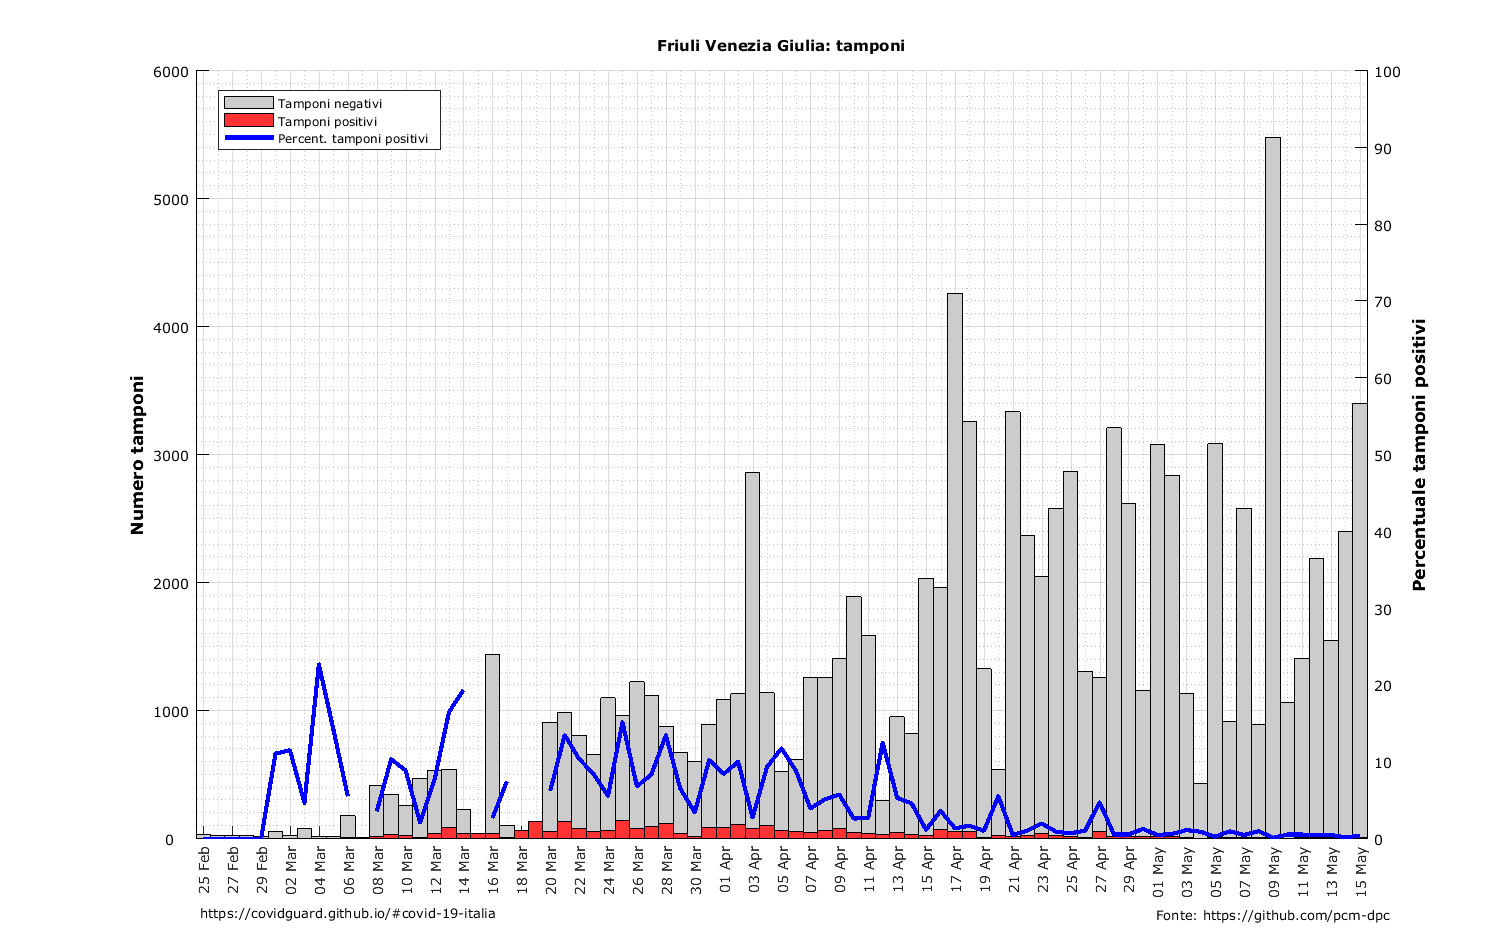 Friuli Venezia Giulia: tamponi
Tamponi negativi
Tamponi positivi
Percent. tamponi positivi
Numero tamponi
6000
5000
4000
3000
2000
1000
0
Percentuale tamponi positivi
100
90
80
70
60
50
40
30
20
10
0
25 Feb
27 Feb
29 Feb
02 Mar
04 Mar
06 Mar
08 Mar
10 Mar
12 Mar
14 Mar
16 Mar
18 Mar
20 Mar
22 Mar
24 Mar
26 Mar
28 Mar
30 Mar
01 Apr
03 Apr
05 Apr
07 Apr
09 Apr
11 Apr
13 Apr
15 Apr
17 Apr
19 Apr
21 Apr
23 Apr
25 Apr
27 Apr
29 Apr
01 May
03 May
05 May
07 May
09 May
11 May
13 May
15 May
https://covidguard.github.io/#covid-19-italia
Fonte: https://github.com/pcm-dpc